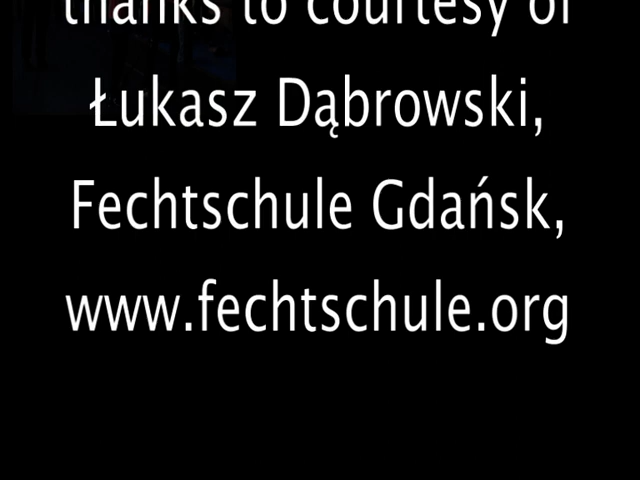 thanks to courtesy of
Łukasz Dąbrowski,
Fechtschule Gdańsk,
www.fechtschule.org